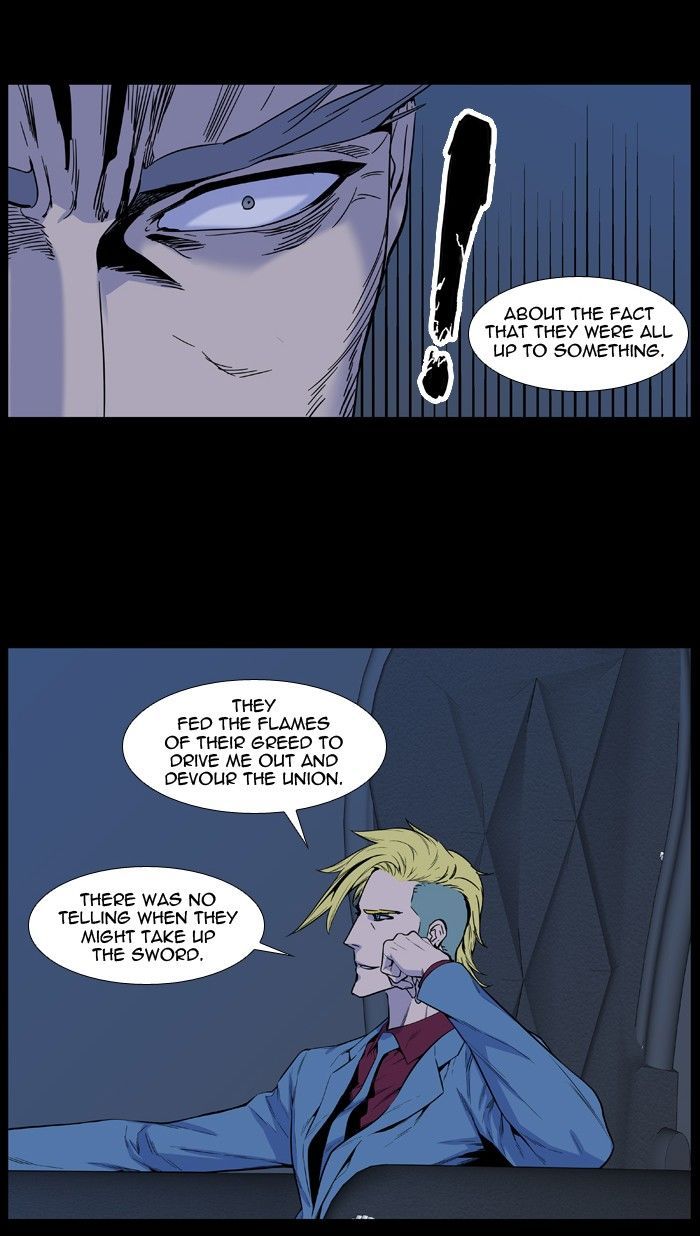 !
ABOUT THE FACT
THAT THEY WERE ALL
UP TO SOMETHING.
THEY
FED THE FLAMES
OF THEIR GREED TO
DRIVE ME OUT AND
DEVOUR THE UNION.
THERE WAS NO
TELLING WHEN THEY
MIGHT TAKE UP
THE SWORD.